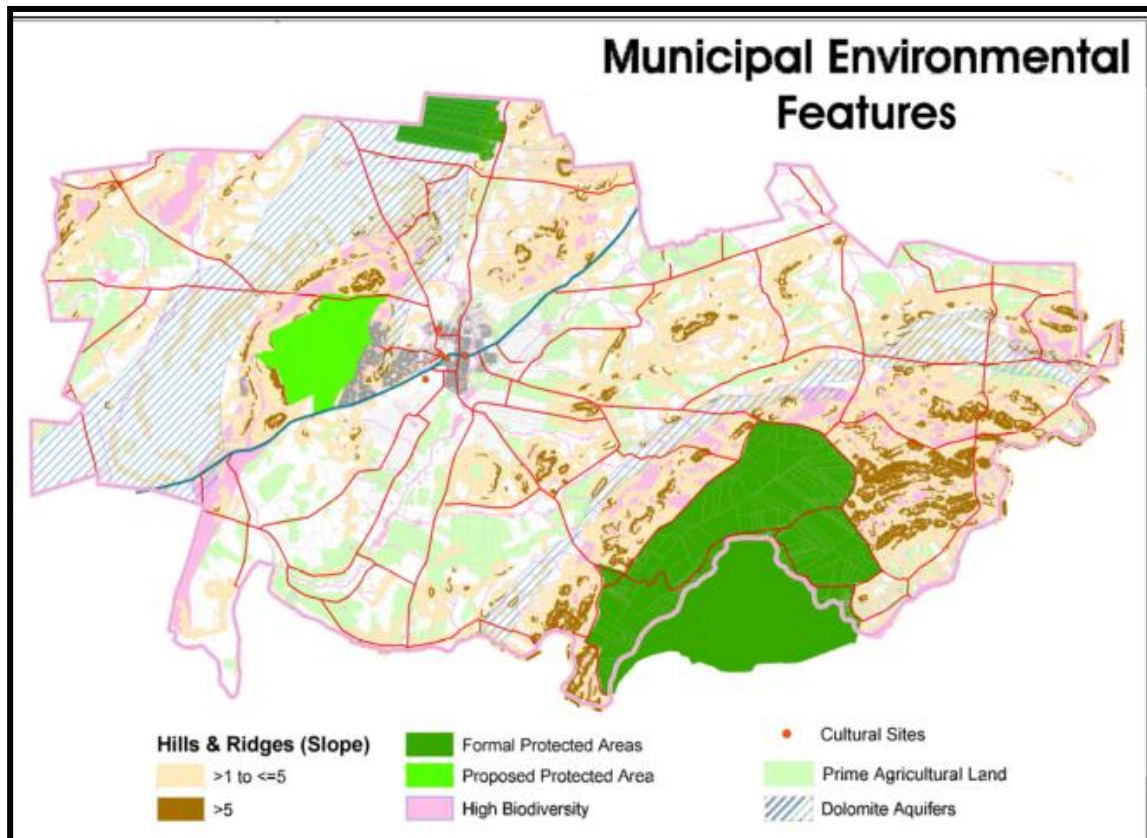 Municipal Environmental
Features
Hills & Ridges (Slope)
>1 to <=5
>5
Formal Protected Areas
Proposed Protected Area
High Biodiversity
Cultural Sites
Prime Agricultural Land
Dolomite Aquifers